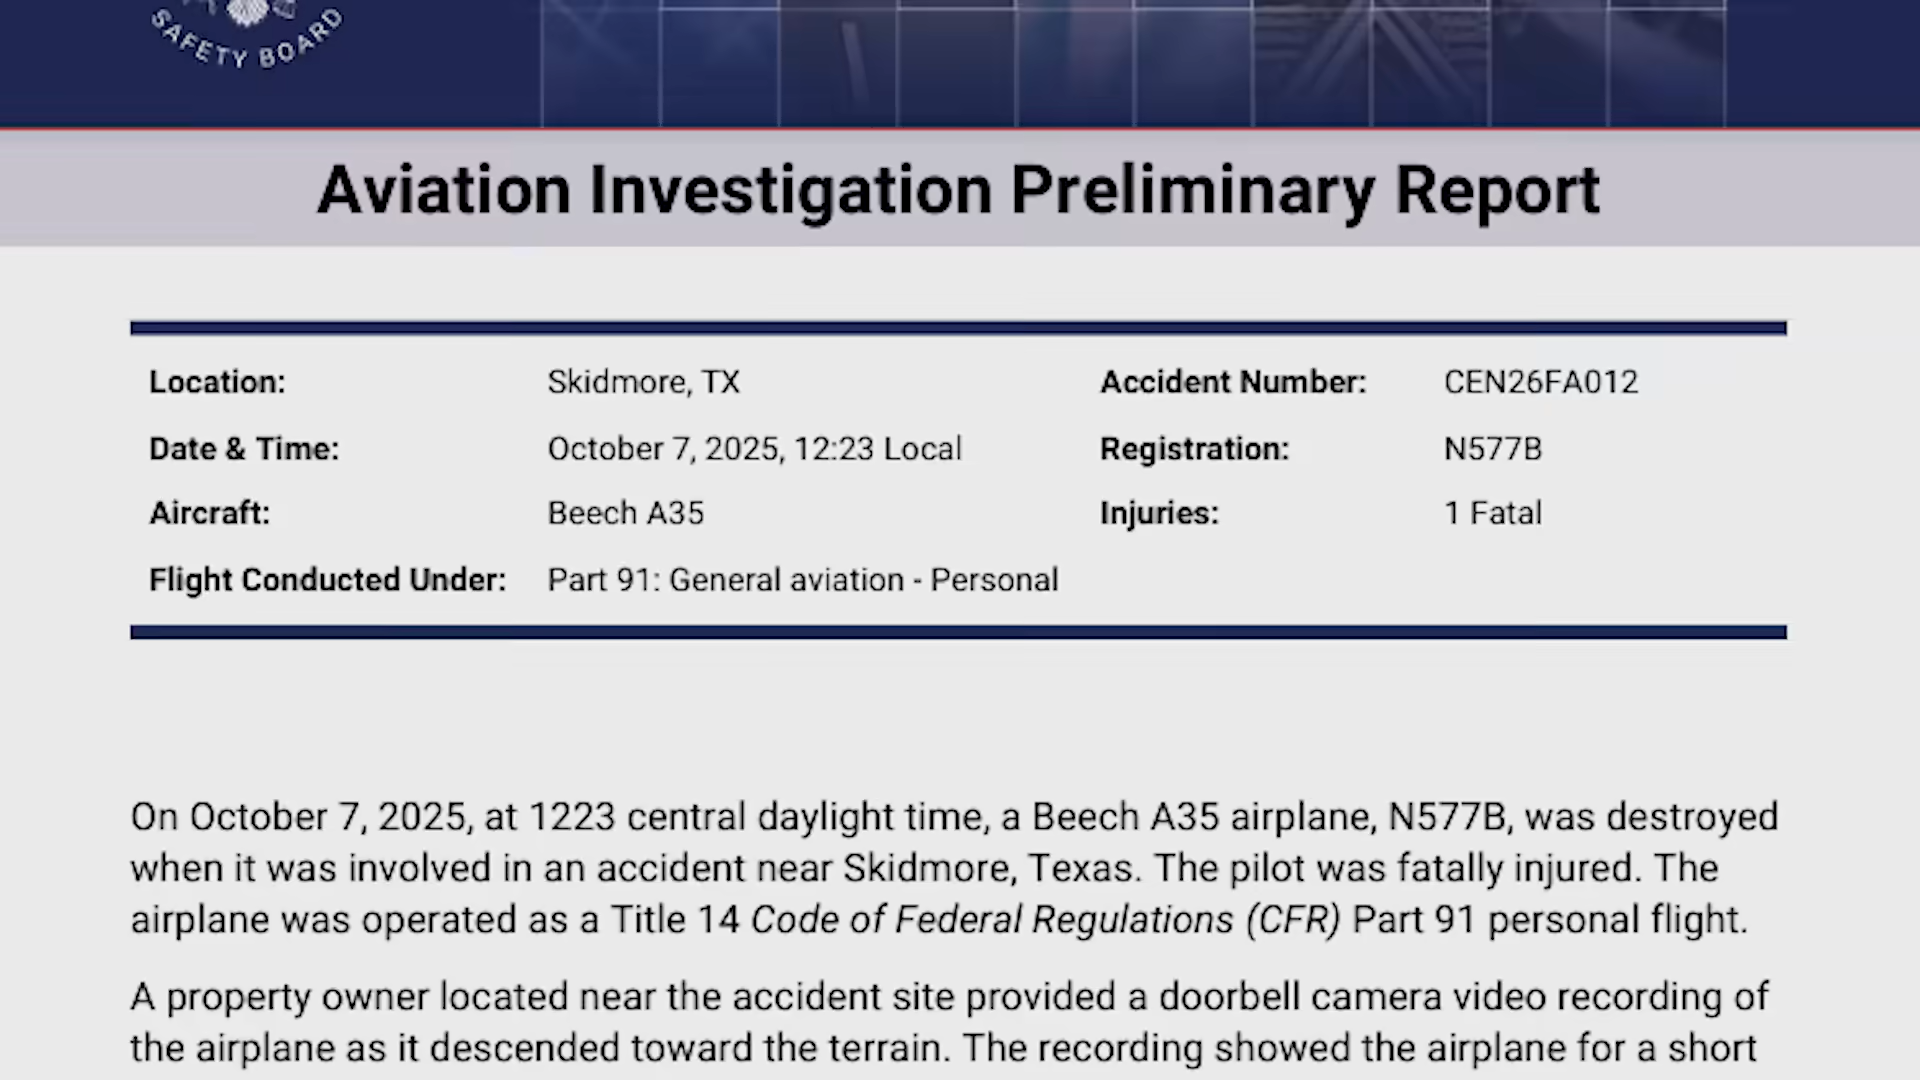 SAFETY BOARD
Aviation Investigation Preliminary Report
Location: Skidmore, TX Accident Number: CEN26FA012
Date & Time: October 7, 2025, 12:23 Local Registration: N577B
Aircraft: Beech A35 Injuries: 1 Fatal
Flight Conducted Under: Part 91: General aviation - Personal
On October 7, 2025, at 1223 central daylight time, a Beech A35 airplane, N577B, was destroyed
when it was involved in an accident near Skidmore, Texas. The pilot was fatally injured. The
airplane was operated as a Title 14 Code of Federal Regulations (CFR) Part 91 personal flight.
A property owner located near the accident site provided a doorbell camera video recording of
the airplane as it descended toward the terrain. The recording showed the airplane for a short